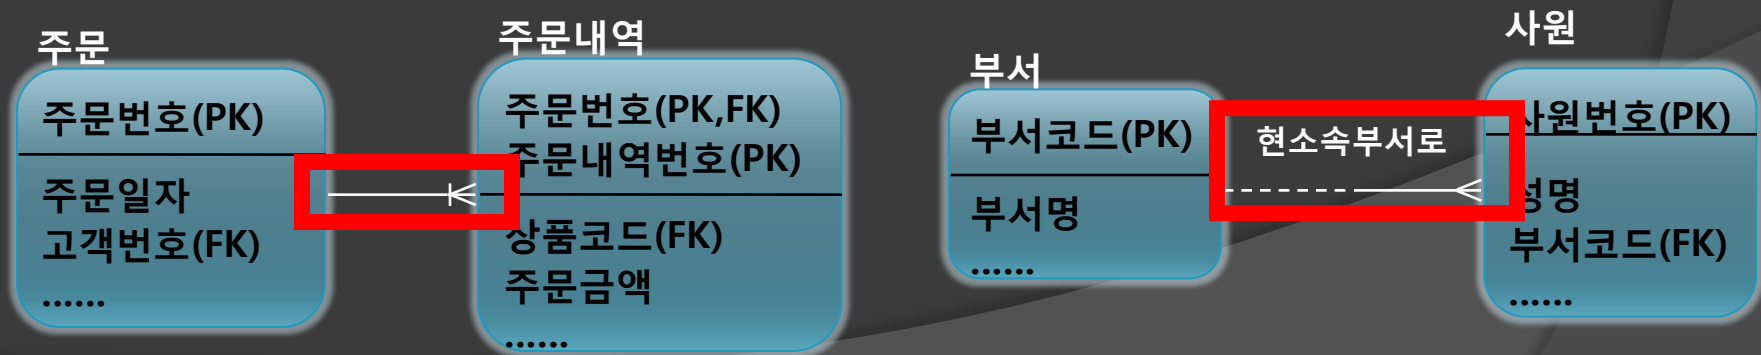 주문
주문번호(PK)
주문일자
고객번호(FK)
......
주문내역
주문번호(PK,FK)
주문내역번호(PK)
상품코드(FK)
주문금액
......
부서
부서코드(PK)
부서명
......
현소속부서로
사원
사원번호(PK)
성명
부서코드(FK)
......